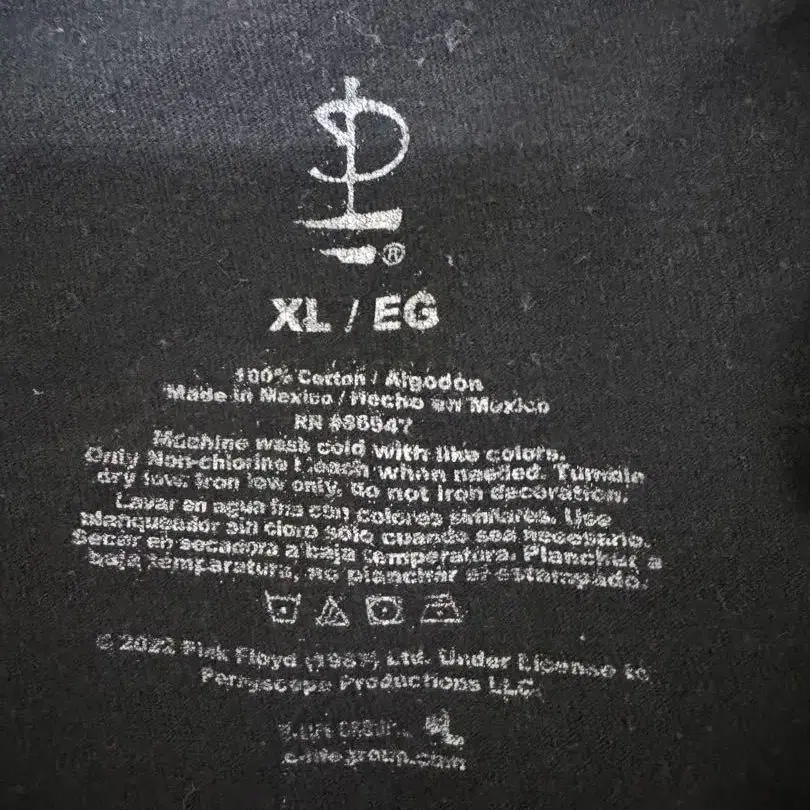 ®
XL / EG
100% Cotton / Algodón
Made in Mexico / Hecho en Mexico
RN #96947
Machine wash cold with like colors.
Only Non-chlorine bleach when needed. Tumble
dry low. Iron low only, do not iron decoration.
Lavar en agua fria con colores similares. Use
blanqueador sin cloro sólo cuando sea necesario.
Secar en secadora a baja temperatura. Planchar a
baja temperatura, no planchar el estampado.
© 2022 Pink Floyd (1987) Ltd. Under License to
Perryscope Productions LLC.
c-lifegroup.com